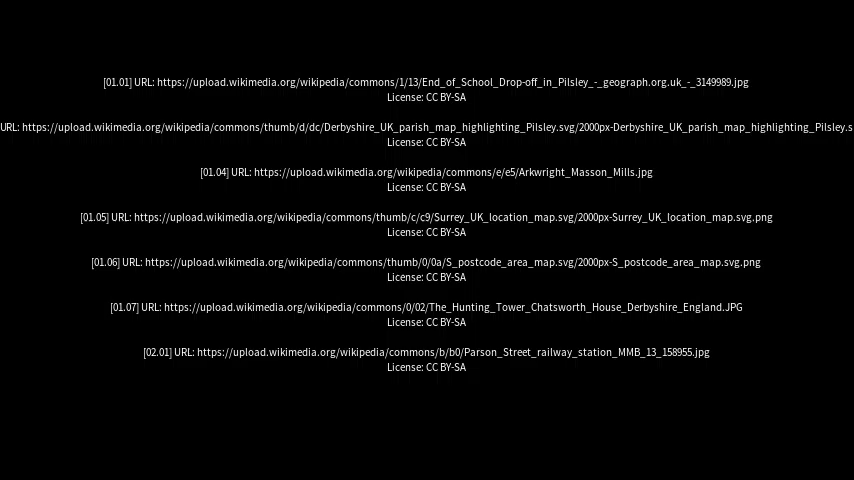 [01.01] URL: https://upload.wikimedia.org/wikipedia/commons/1/13/End_of_School_Drop-off_in_Pilsley_-_geograph.org.uk_-_3149989.jpg
License: CC BY-SA
URL: https://upload.wikimedia.org/wikipedia/commons/thumb/d/dc/Derbyshire_UK_parish_map_highlighting_Pilsley.svg/2000px-Derbyshire_UK_parish_map_highlighting_Pilsley.s
License: CC BY-SA
[01.04] URL: https://upload.wikimedia.org/wikipedia/commons/e/e5/Arkwright_Masson_Mills.jpg
License: CC BY-SA
[01.05] URL: https://upload.wikimedia.org/wikipedia/commons/thumb/c/c9/Surrey_UK_location_map.svg/2000px-Surrey_UK_location_map.svg.png
License: CC BY-SA
[01.06] URL: https://upload.wikimedia.org/wikipedia/commons/thumb/0/0a/S_postcode_area_map.svg/2000px-S_postcode_area_map.svg.png
License: CC BY-SA
[01.07] URL: https://upload.wikimedia.org/wikipedia/commons/0/02/The_Hunting_Tower_Chatsworth_House_Derbyshire_England.JPG
License: CC BY-SA
[02.01] URL: https://upload.wikimedia.org/wikipedia/commons/b/b0/Parson_Street_railway_station_MMB_13_158955.jpg
License: CC BY-SA